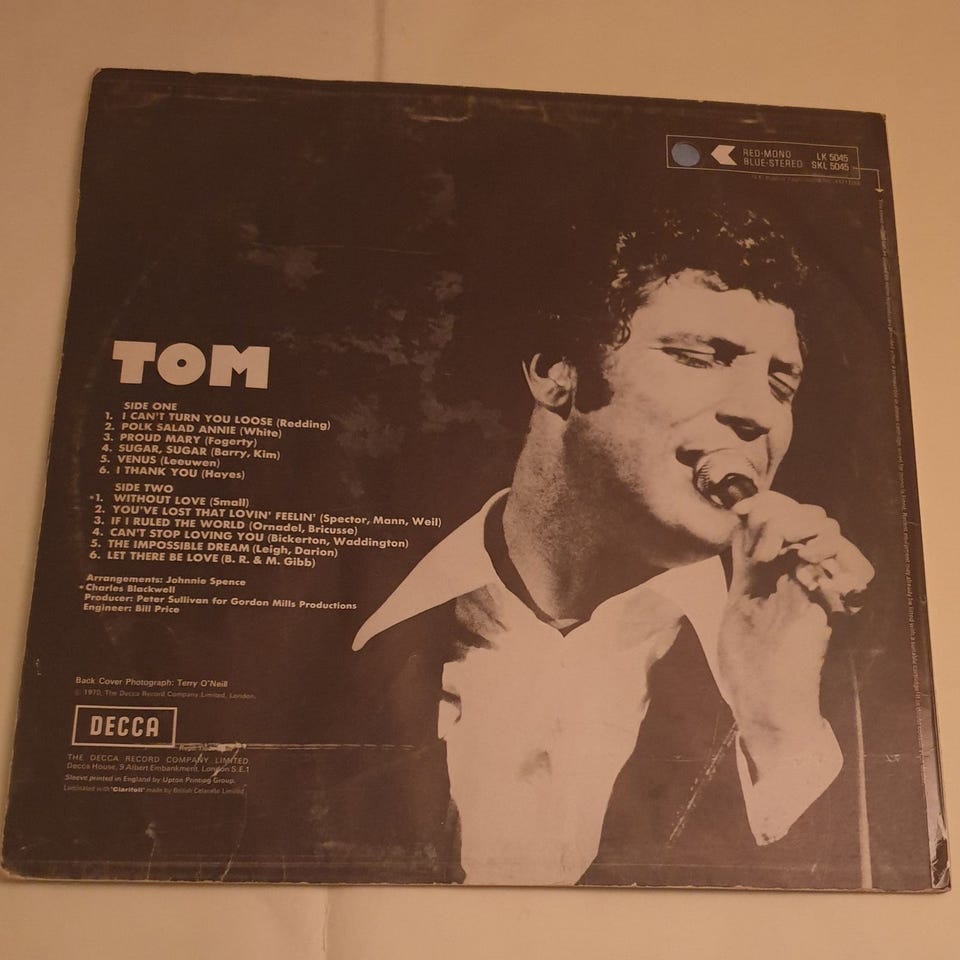 RED-MONO LK 5045
BLUE-STEREO SKL 5045
TOM
SIDE ONE
1. I CAN'T TURN YOU LOOSE (Redding)
2. POLK SALAD ANNIE (White)
3. PROUD MARY (Fogerty)
4. SUGAR, SUGAR (Barry, Kim)
5. VENUS (Leeuwen)
6. I THANK YOU (Hayes)
SIDE TWO
*1. WITHOUT LOVE (Small)
2. YOU'VE LOST THAT LOVIN' FEELIN' (Spector, Mann, Weil)
3. IF I RULED THE WORLD (Ornadel, Bricusse)
4. CAN'T STOP LOVING YOU (Bickerton, Waddington)
5. THE IMPOSSIBLE DREAM (Leigh, Darion)
6. LET THERE BE LOVE (B. R. & M. Gibb)
Arrangements: Johnnie Spence
*Charles Blackwell
Producer: Peter Sullivan for Gordon Mills Productions
Engineer: Bill Price
Back Cover Photograph: Terry O'Neill
© 1970, The Decca Record Company Limited, London.
DECCA
THE DECCA RECORD COMPANY LIMITED
Decca House, 9 Albert Embankment, London S.E.1
Sleeve printed in England by Upton Printing Group.
Laminated with "Clarifoil" made by British Celanese Limited